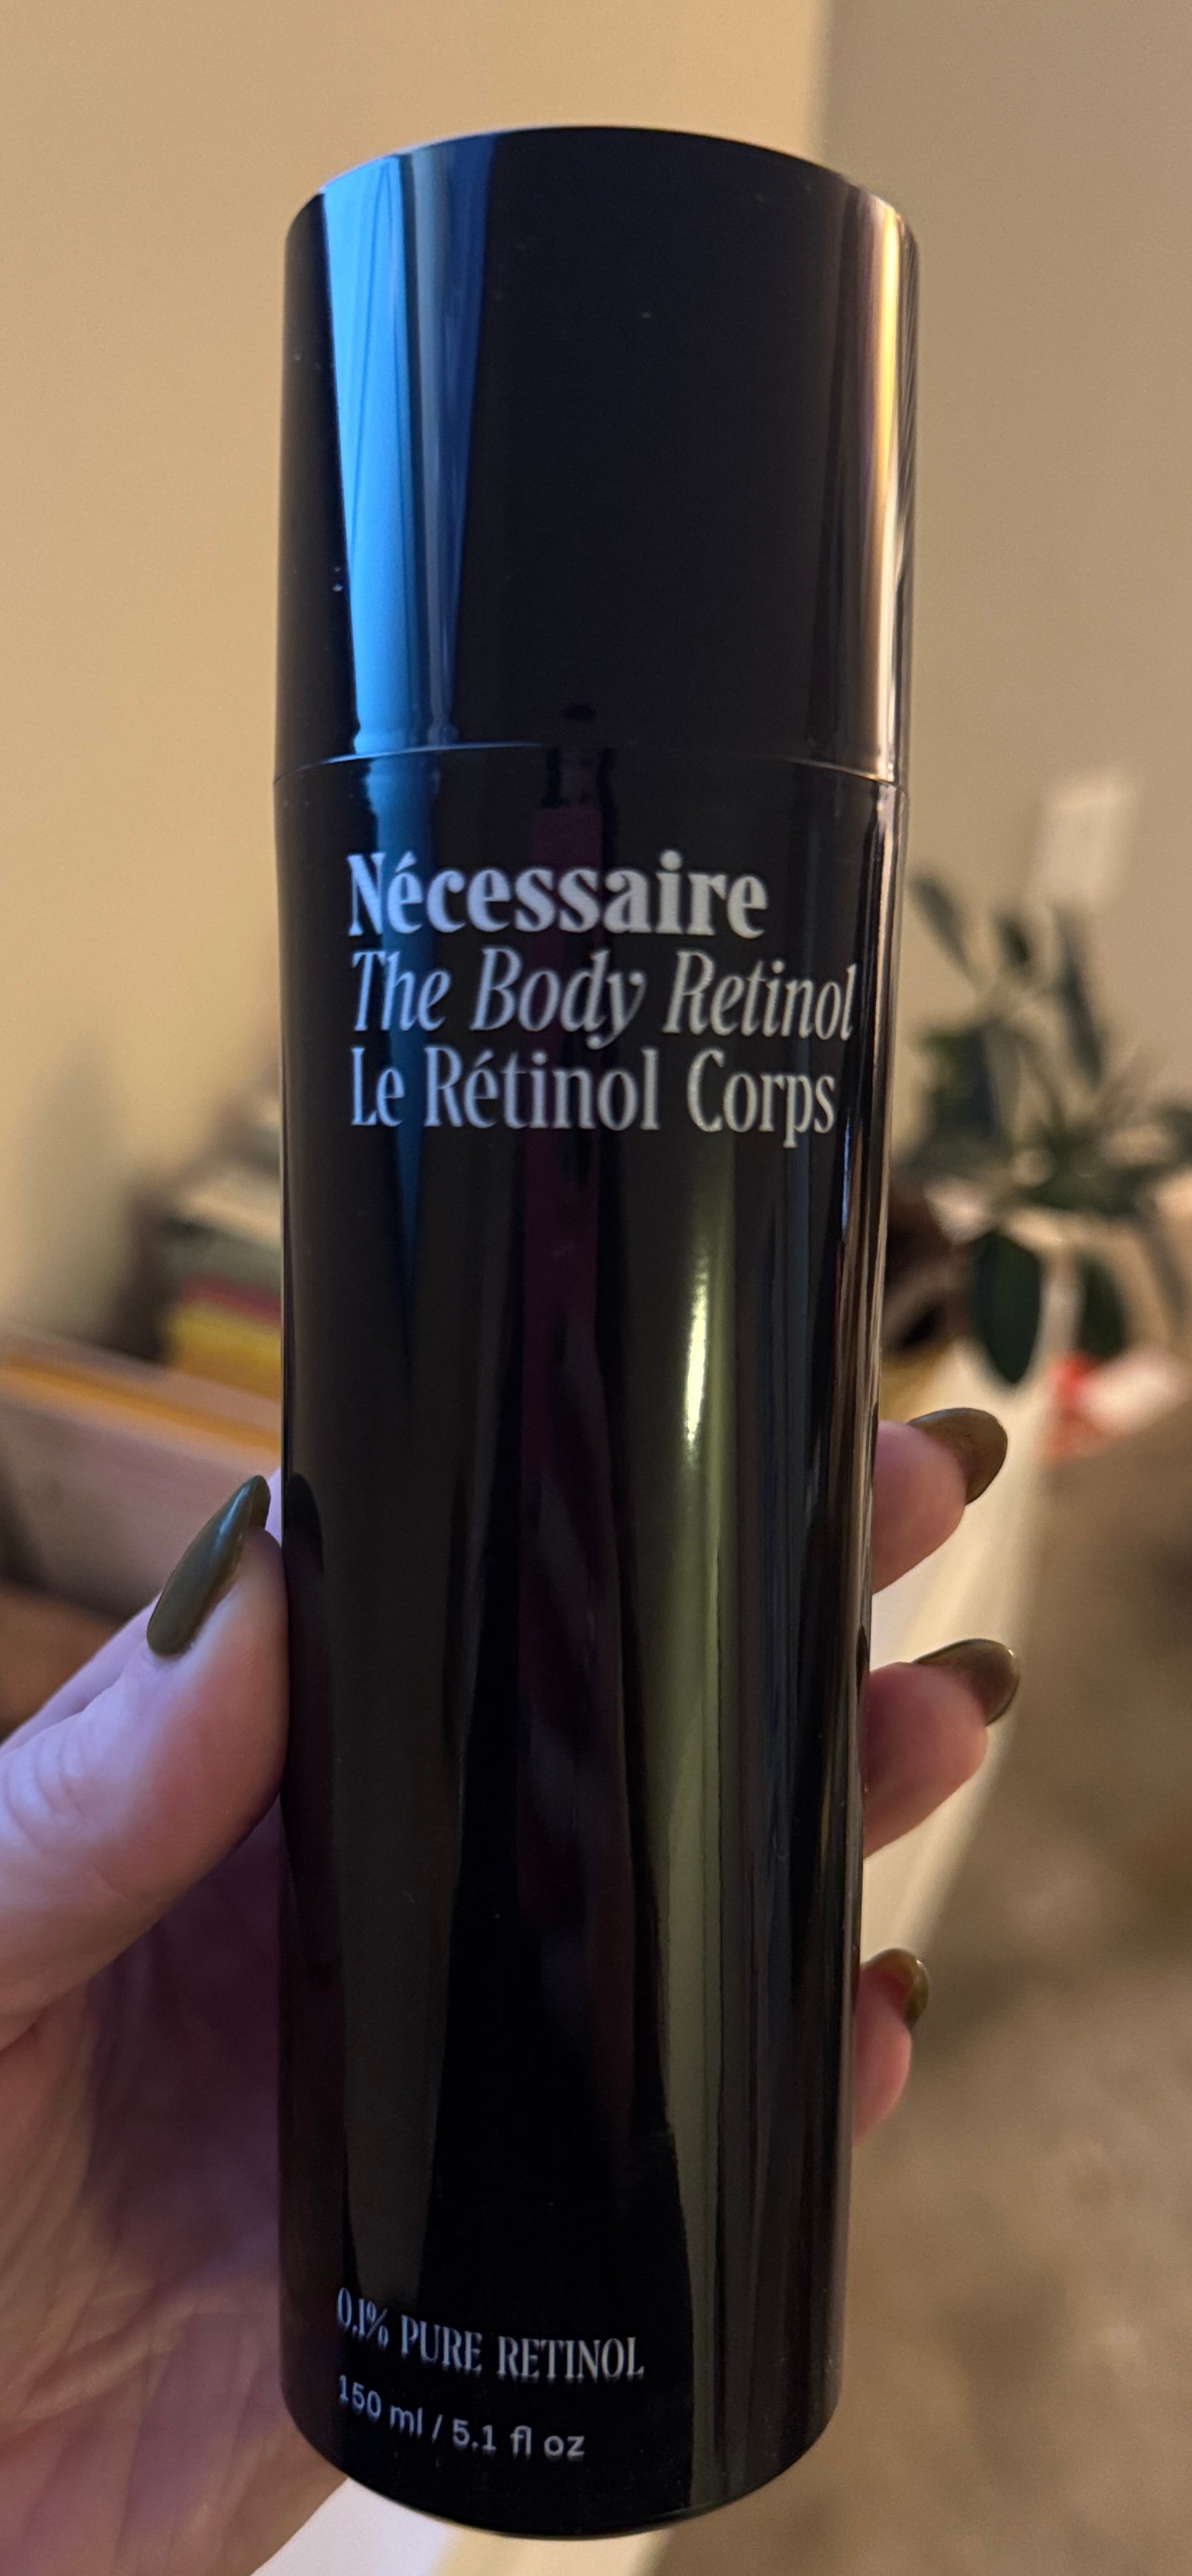 Nécessaire
The Body Retinol
Le Rétinol Corps
0.1% PURE RETINOL
150 ml / 5.1 fl oz